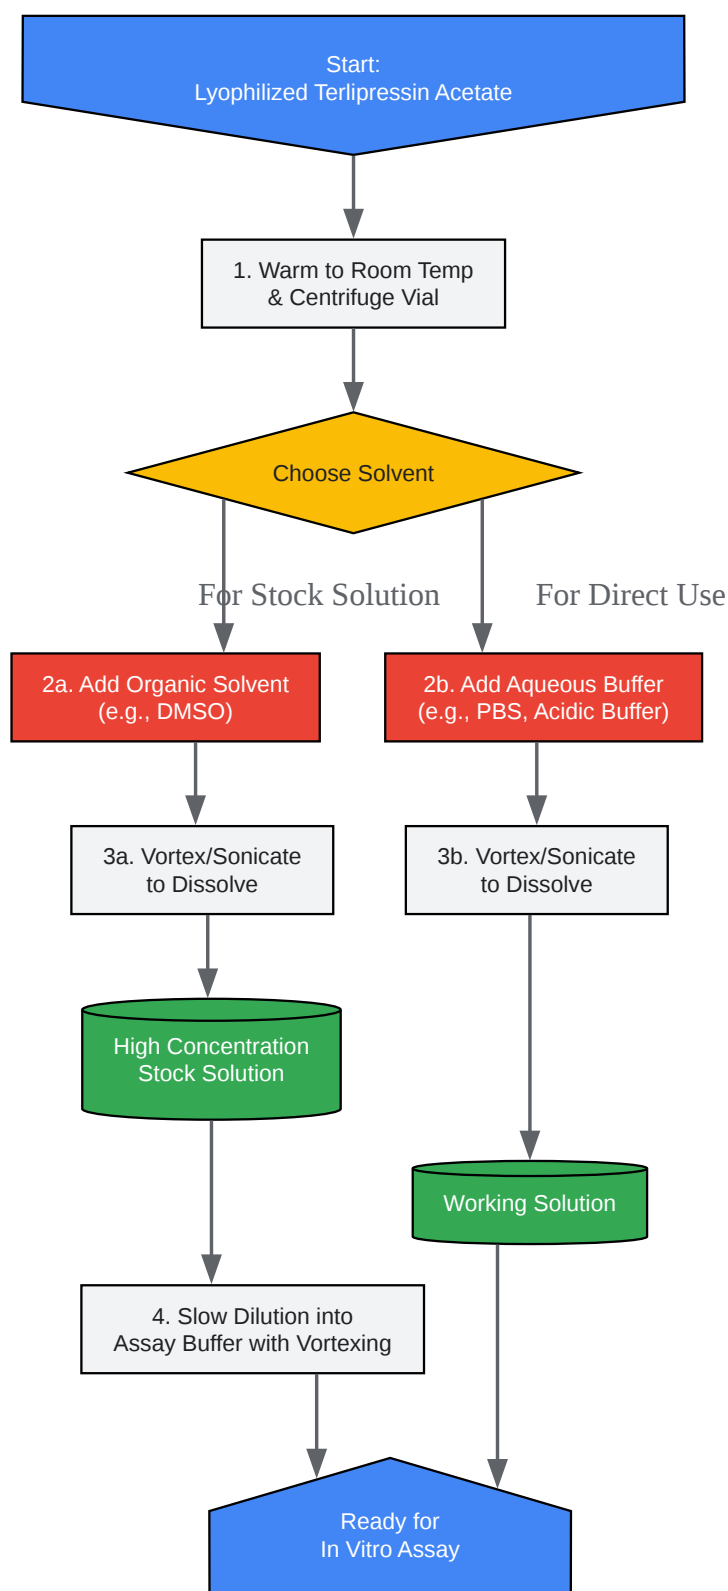 Start:
Lyophilized Terlipressin Acetate
1. Warm to Room Temp
& Centrifuge Vial
Choose Solvent
For Stock Solution
For Direct Use
2a. Add Organic Solvent
(e.g., DMSO)
2b. Add Aqueous Buffer
(e.g., PBS, Acidic Buffer)
3a. Vortex/Sonicate
to Dissolve
3b. Vortex/Sonicate
to Dissolve
High Concentration
Stock Solution
Working Solution
4. Slow Dilution into
Assay Buffer with Vortexing
Ready for
In Vitro Assay